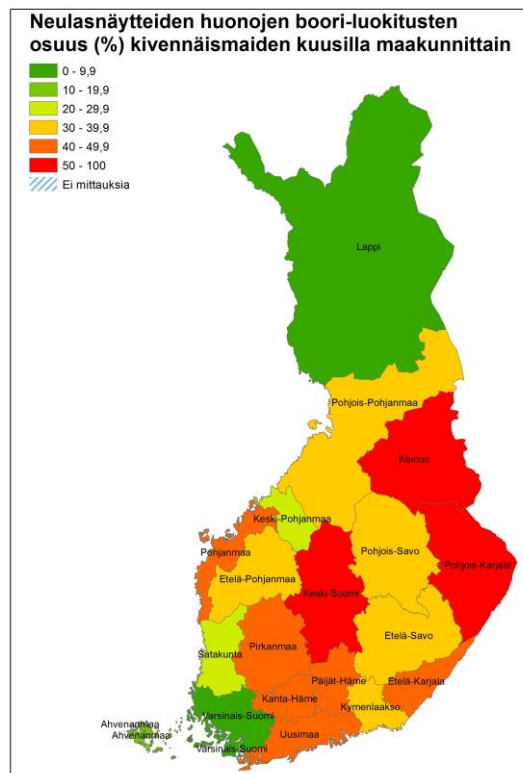 Neulasnäytteiden huonojen boori-luokitusten
osuus (%) kivennäismaiden kuusilla maakunnittain
0 - 9,9
10 - 19,9
20 - 29,9
30 - 39,9
40 - 49,9
50 - 100
Ei mittauksia
Lappi
Pohjois-Pohjanmaa
Kainuu
Keski-Pohjanmaa
Pohjanmaa
Pohjois-Savo
Pohjois-Karjala
Etelä-Pohjanmaa
Keski-Suomi
Etelä-Savo
Pirkanmaa
Satakunta
Päijät-Häme
Etelä-Karjala
Kanta-Häme
Kymenlaakso
Varsinais-Suomi
Ahvenanmaa
Ahvenanmaa
Uusimaa
Varsinais-Suomi